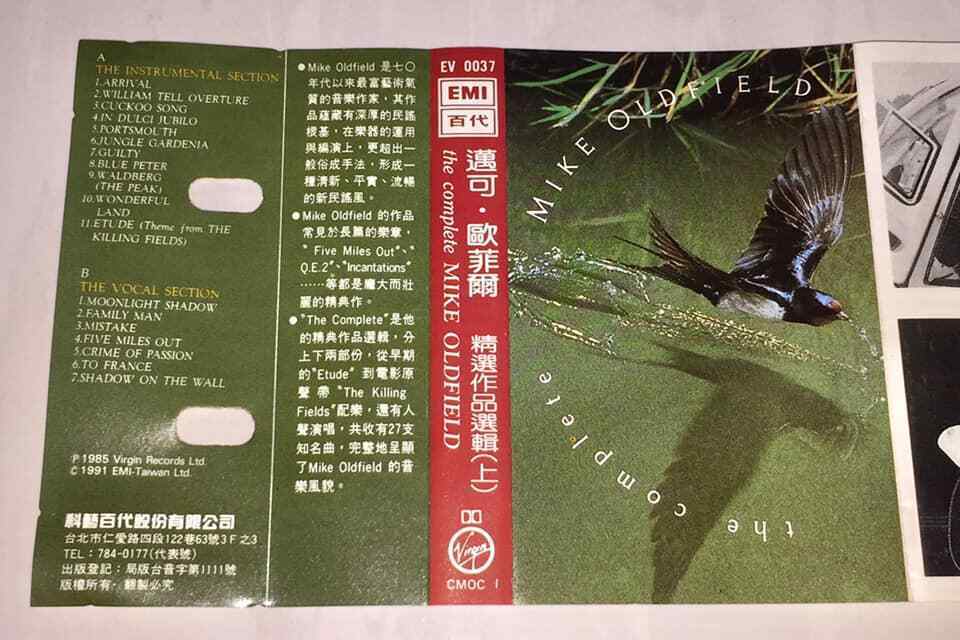 A
THE INSTRUMENTAL SECTION
1.ARRIVAL
2.WILLIAM TELL OVERTURE
3.CUCKOO SONG
4.IN DULCI JUBILO
5.PORTSMOUTH
6.JUNGLE GARDENIA
7.GUILTY
8.BLUE PETER
9.WALDBERG
(THE PEAK)
10.WONDERFUL
LAND
11.ETUDE (Theme from THE
KILLING FIELDS)
B
THE VOCAL SECTION
1.MOONLIGHT SHADOW
2.FAMILY MAN
3.MISTAKE
4.FIVE MILES OUT
5.CRIME OF PASSION
6.TO FRANCE
7.SHADOW ON THE WALL
℗1985 Virgin Records Ltd.
©1991 EMI-Taiwan Ltd.
科藝百代股份有限公司
台北市仁愛路四段122巷63號3F之3
TEL：784-0177(代表號)
出版登記：局版台音字第1111號
版權所有·翻製必究
●Mike Oldfield 是七○
年代以來最富藝術氣
質的音樂作家，其作
品蘊藏有深厚的民謠
根基，在樂器的運用
與編演上，更超出一
般俗成手法，形成一
種清新、平實、流暢
的新民謠風。
●Mike Oldfield 的作品
常見於長篇的樂章，
"Five Miles Out"、
"Q.E.2"、"Incantations"
……等都是龐大而壯
麗的精典作。
●"The Complete"是他
的精典作品選輯，分
上下兩部份，從早期
的"Etude" 到電影原
聲帶"The Killing
Fields"配樂，還有人
聲演唱，共收有27支
知名曲，完整地呈顯
了Mike Oldfield 的音
樂風貌。
EV 0037
EMI
百代
邁可·歐菲爾 精選作品選輯(上)
the complete MIKE OLDFIELD
Virgin
CMOC 1
MIKE OLDFIELD
the complete